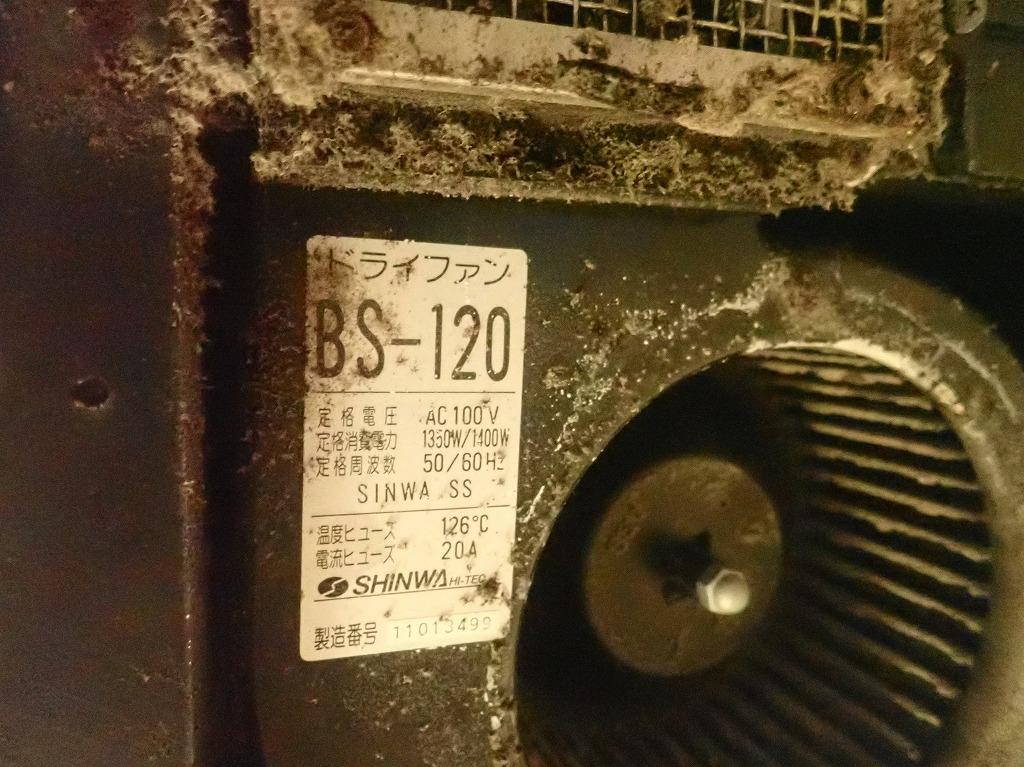 ドライファン
BS-120
定格電圧 AC100V
定格消費電力 1350W/1400W
定格周波数 50/60Hz
SINWA SS
温度ヒューズ 126°C
電流ヒューズ 20A
SHINWA HI-TEC
製造番号 11013499